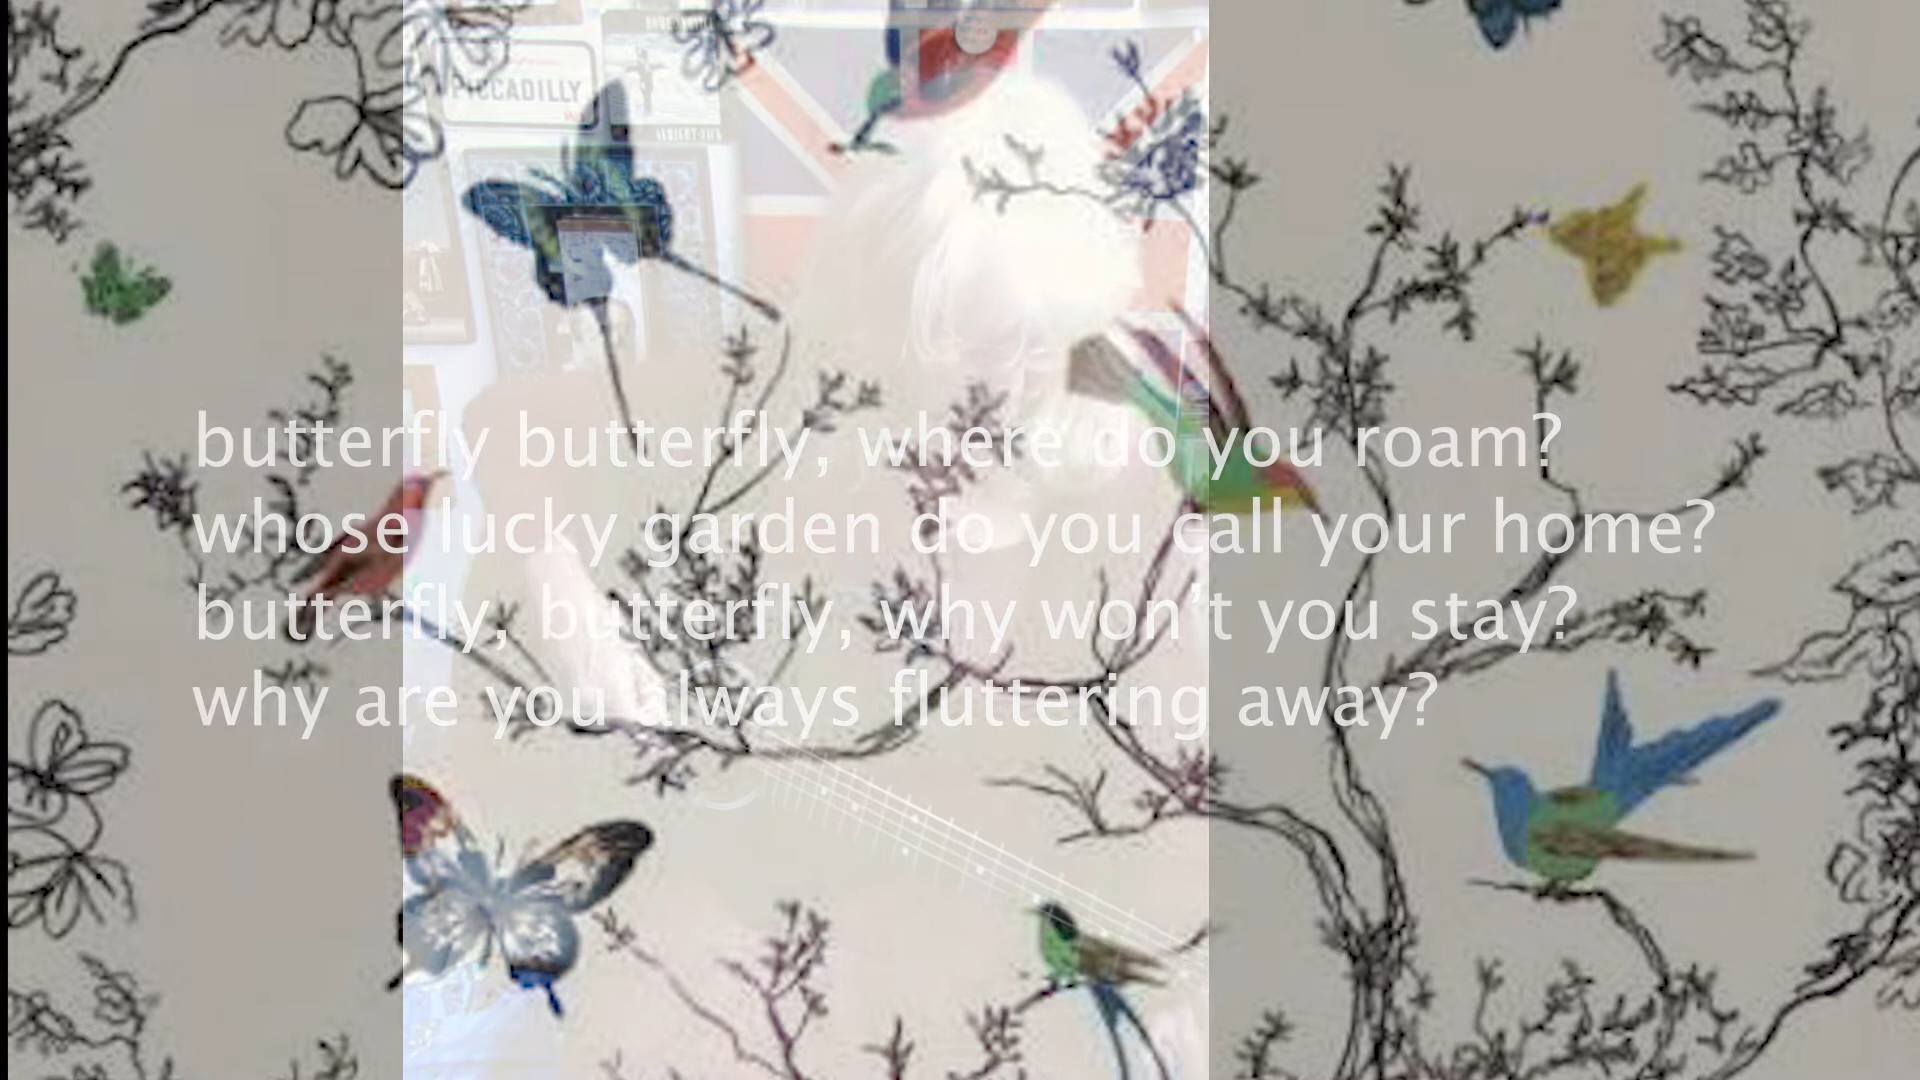 PICCADILLY
butterfly butterfly, where do you roam?
whose lucky garden do you call your home?
butterfly, butterfly, why won't you stay?
why are you always fluttering away?